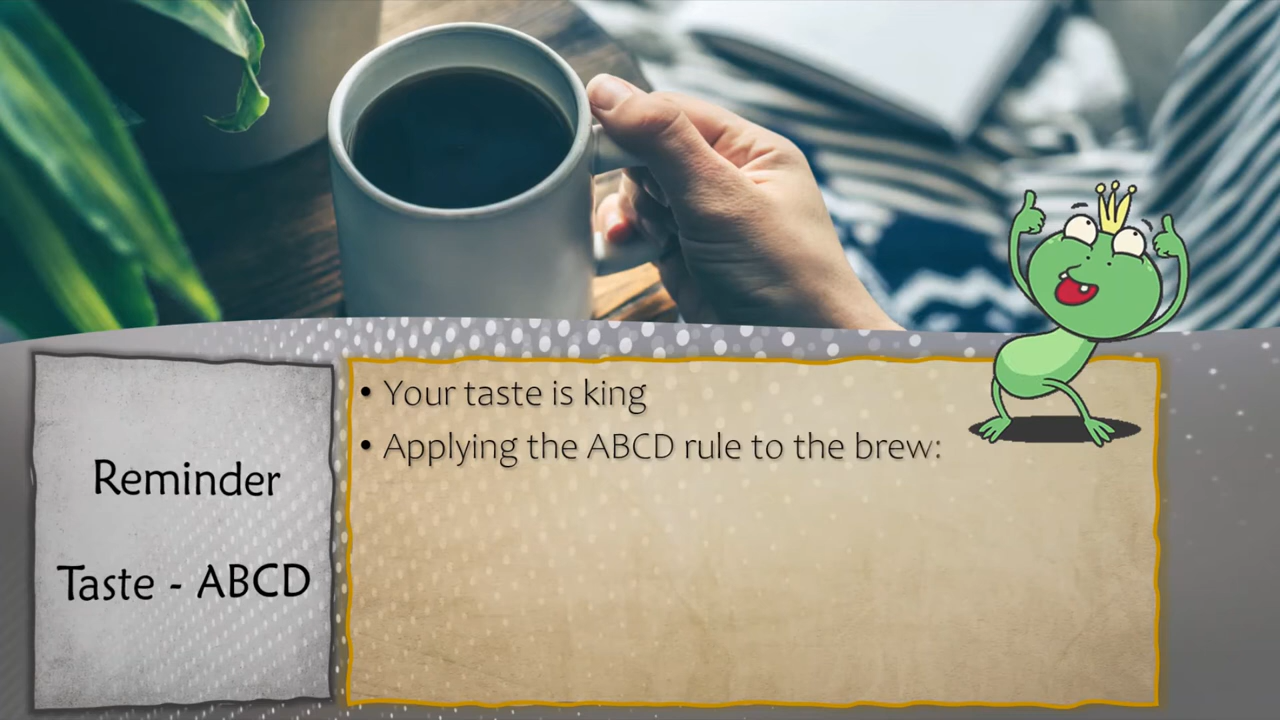 Reminder
Taste - ABCD
• Your taste is king
• Applying the ABCD rule to the brew: